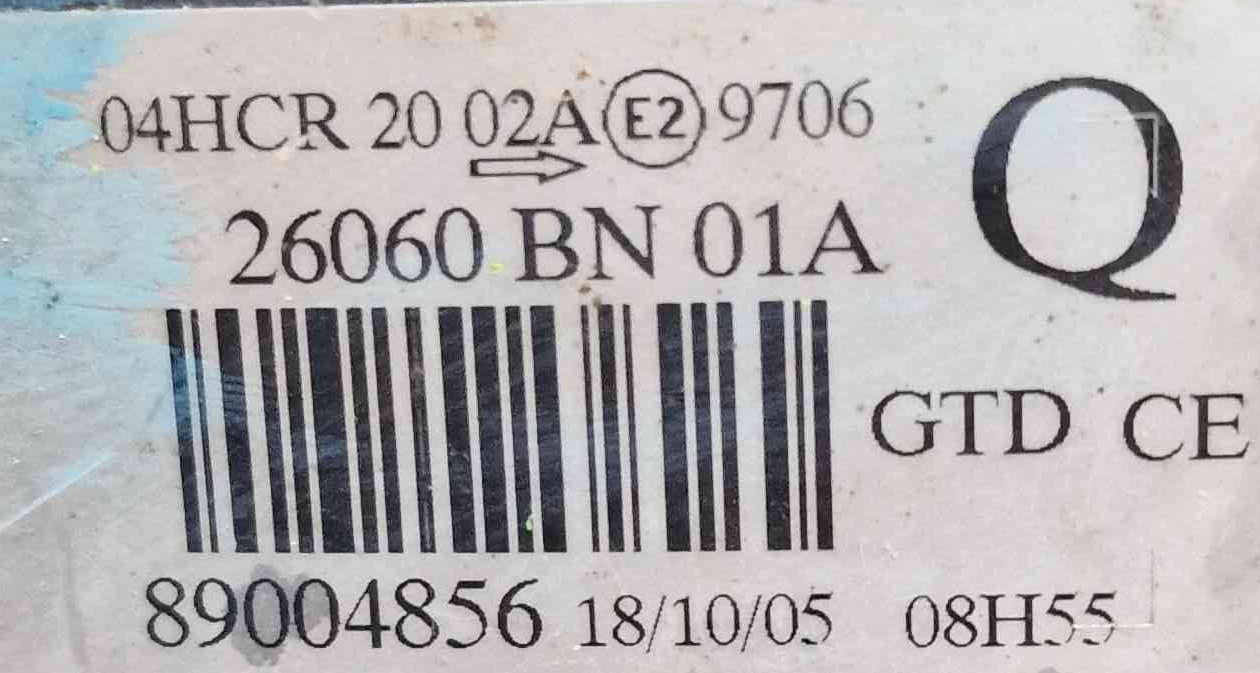 04HCR 20 02A E2 9706
26060 BN 01A
Q
GTD CE
89004856 18/10/05 08H55